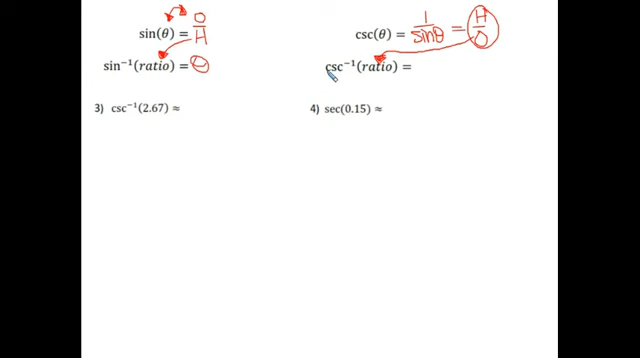 sin(θ) = O/H
csc(θ) = 1/sinθ = H/O
sin⁻¹(ratio) = θ
csc⁻¹(ratio) =
3) csc⁻¹(2.67) ≈
4) sec(0.15) ≈